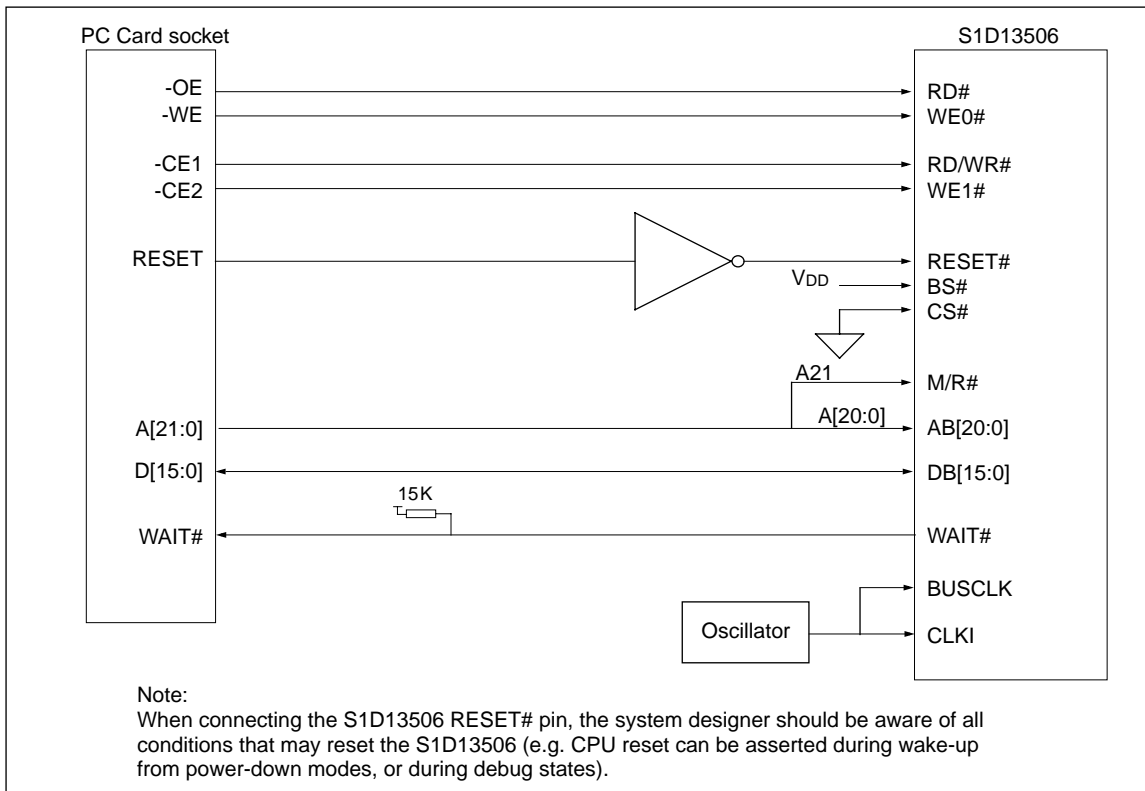 PC Card socket
S1D13506
-OE
RD#
-WE
WE0#
-CE1
RD/WR#
-CE2
WE1#
RESET
RESET#
VDD
BS#
CS#
A21
M/R#
A[21:0]
A[20:0]
AB[20:0]
D[15:0]
DB[15:0]
15K
WAIT#
WAIT#
BUSCLK
Oscillator
CLKI
Note:
When connecting the S1D13506 RESET# pin, the system designer should be aware of all
conditions that may reset the S1D13506 (e.g. CPU reset can be asserted during wake-up
from power-down modes, or during debug states).